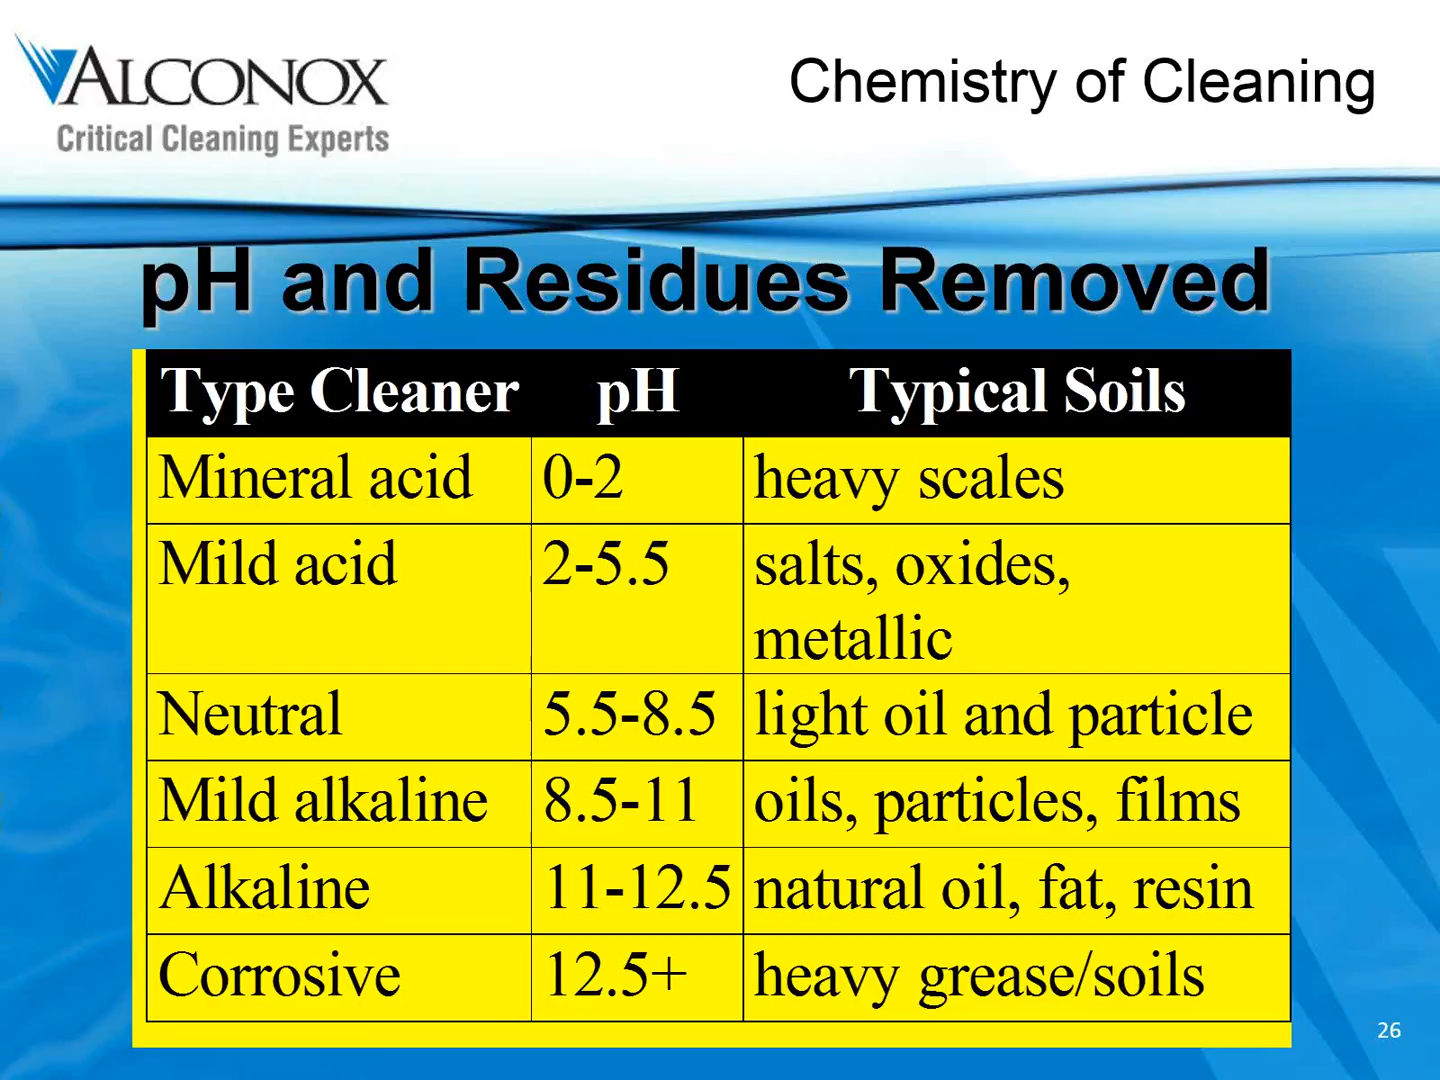 ALCONOX
Critical Cleaning Experts
Chemistry of Cleaning
pH and Residues Removed
Type Cleaner pH Typical Soils
Mineral acid 0-2 heavy scales
Mild acid 2-5.5 salts, oxides,
metallic
Neutral 5.5-8.5 light oil and particle
Mild alkaline 8.5-11 oils, particles, films
Alkaline 11-12.5 natural oil, fat, resin
Corrosive 12.5+ heavy grease/soils
26